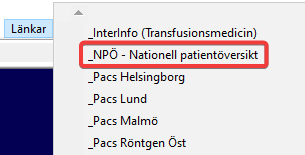 Länkar
_InterInfo (Transfusionsmedicin)
_NPÖ - Nationell patientöversikt
_Pacs Helsingborg
_Pacs Lund
_Pacs Malmö
_Pacs Röntgen Öst